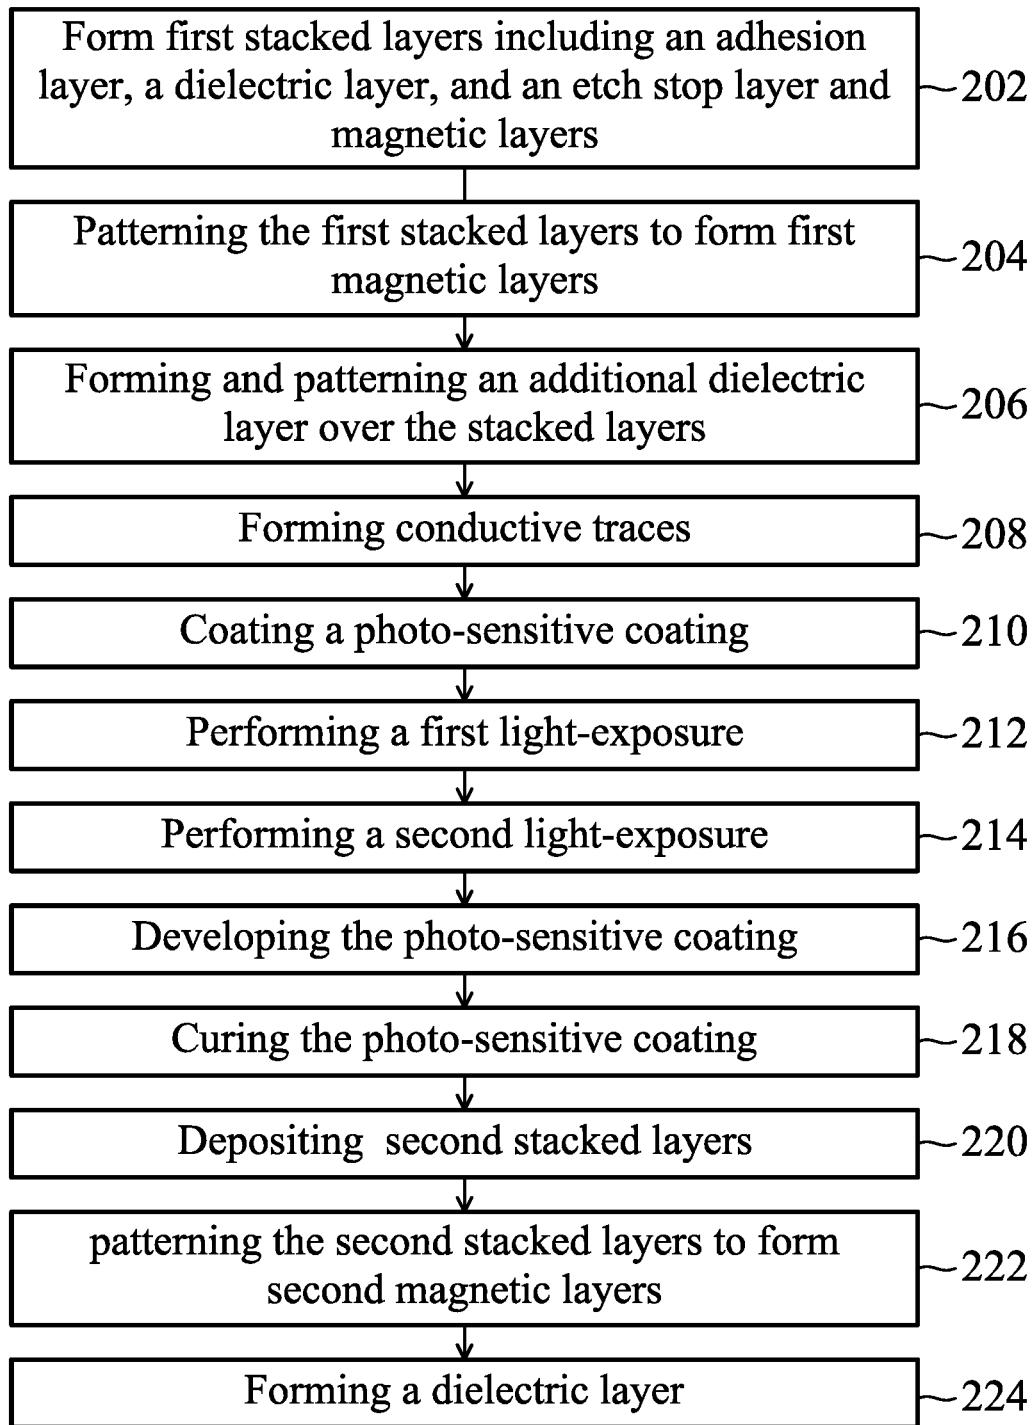 Form first stacked layers including an adhesion
layer, a dielectric layer, and an etch stop layer and
magnetic layers
202
Patterning the first stacked layers to form first
magnetic layers
204
Forming and patterning an additional dielectric
layer over the stacked layers
206
Forming conductive traces
208
Coating a photo-sensitive coating
210
Performing a first light-exposure
212
Performing a second light-exposure
214
Developing the photo-sensitive coating
216
Curing the photo-sensitive coating
218
Depositing second stacked layers
220
patterning the second stacked layers to form
second magnetic layers
222
Forming a dielectric layer
224